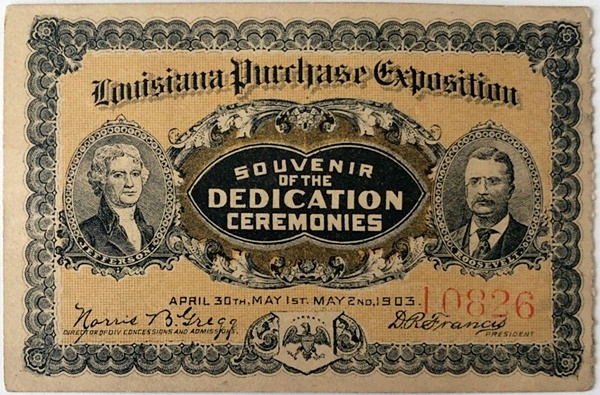 Louisiana Purchase Exposition
SOUVENIR
OF THE
DEDICATION
CEREMONIES
JEFFERSON
ROOSEVELT
APRIL 30TH, MAY 1ST. MAY 2ND, 1903.
10826
Norris B Gregg
DIRECTOR OF DIV CONCESSIONS AND ADMISSIONS.
D.R. Francis
PRESIDENT